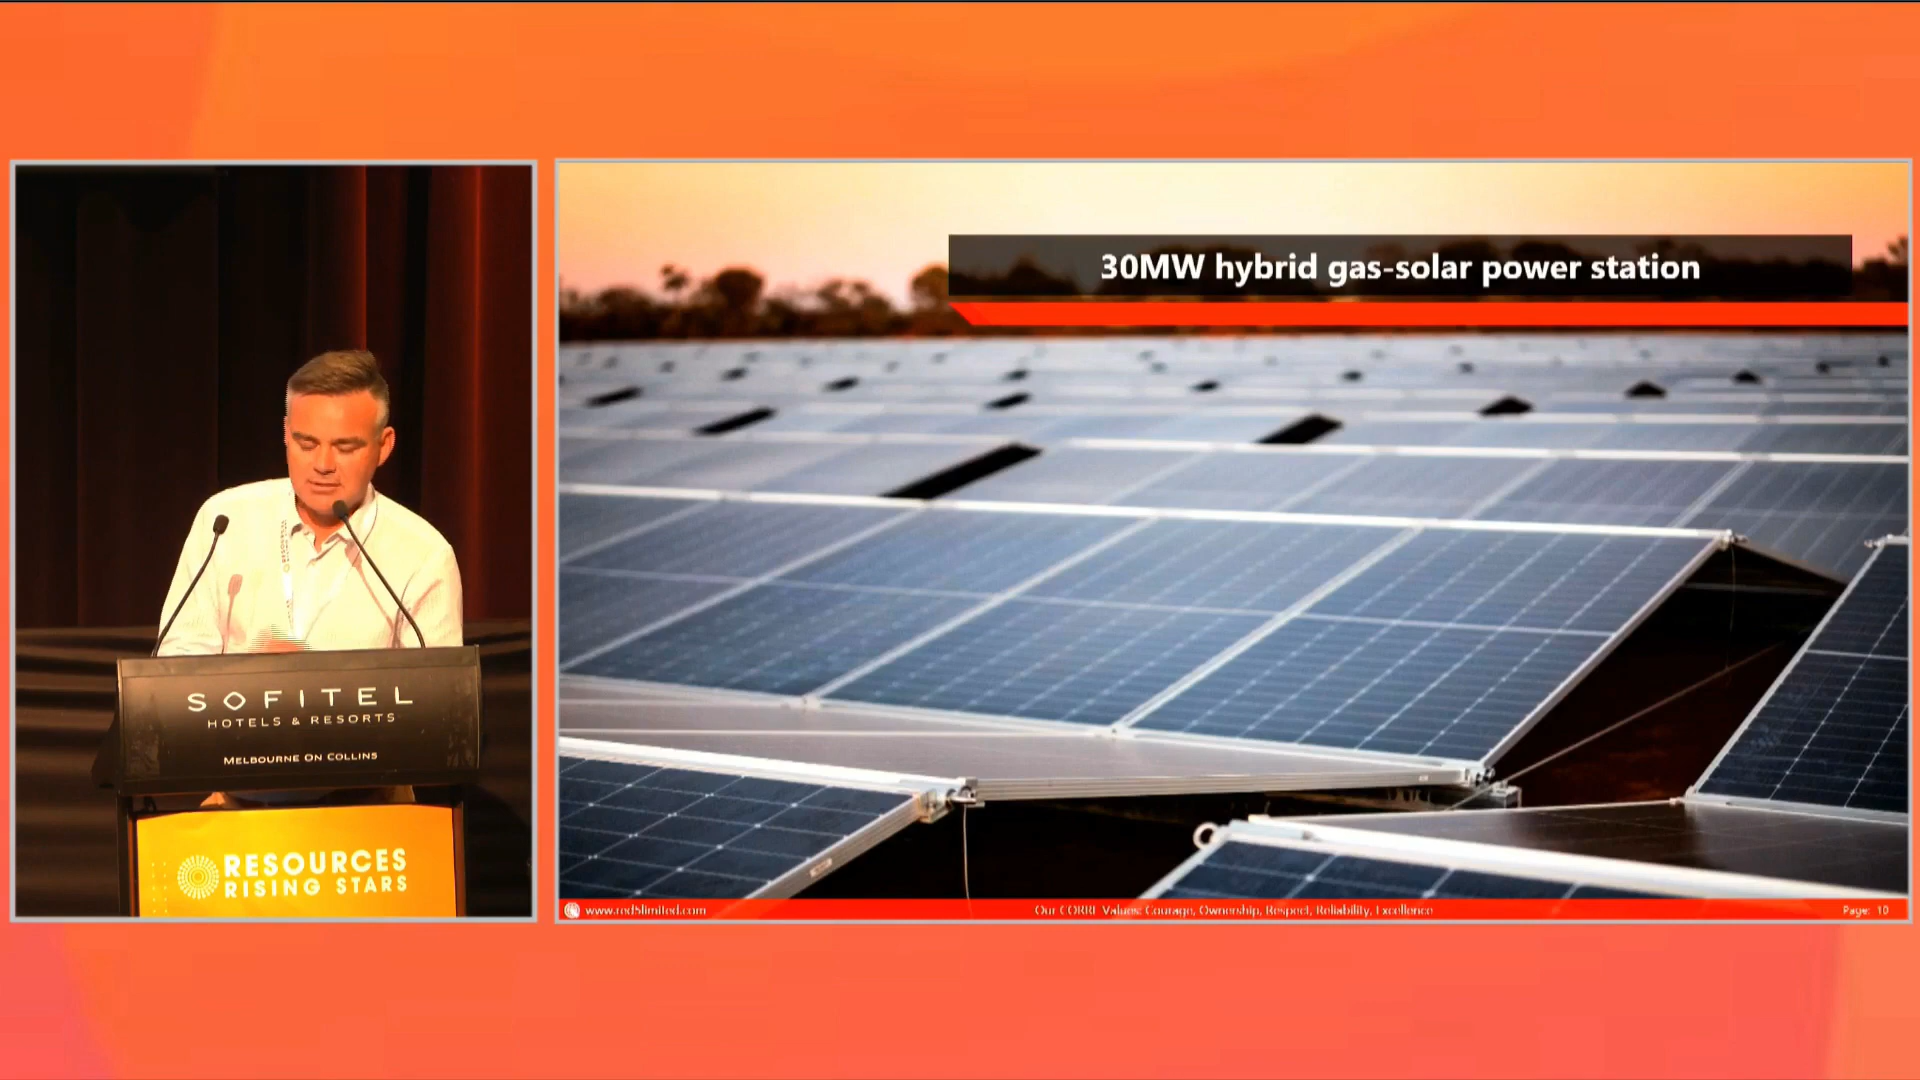 30MW hybrid gas-solar power station
SOFITEL
HOTELS & RESORTS
MELBOURNE ON COLLINS
RESOURCES
RISING STARS
www.red5limited.com
Our CORRE Values: Courage, Ownership, Respect, Reliability, Excellence
Page: 10